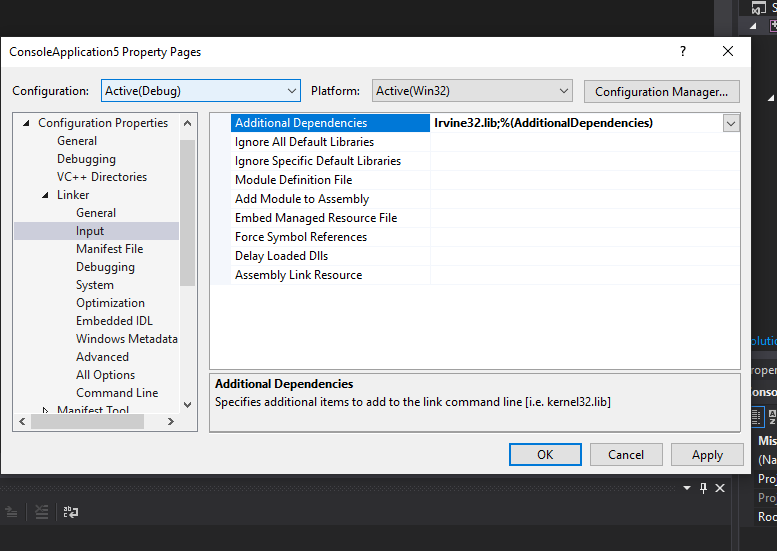 ConsoleApplication5 Property Pages
?
Configuration: Active(Debug) Platform: Active(Win32) Configuration Manager...
Configuration Properties
General
Debugging
VC++ Directories
Linker
General
Input
Manifest File
Debugging
System
Optimization
Embedded IDL
Windows Metadata
Advanced
All Options
Command Line
Manifest Tool
Additional Dependencies Irvine32.lib;%(AdditionalDependencies)
Ignore All Default Libraries
Ignore Specific Default Libraries
Module Definition File
Add Module to Assembly
Embed Managed Resource File
Force Symbol References
Delay Loaded Dlls
Assembly Link Resource
Additional Dependencies
Specifies additional items to add to the link command line [i.e. kernel32.lib]
OK Cancel Apply
S
olutio
roper
onso
Mis
(Na
Proj
Proj
Roo